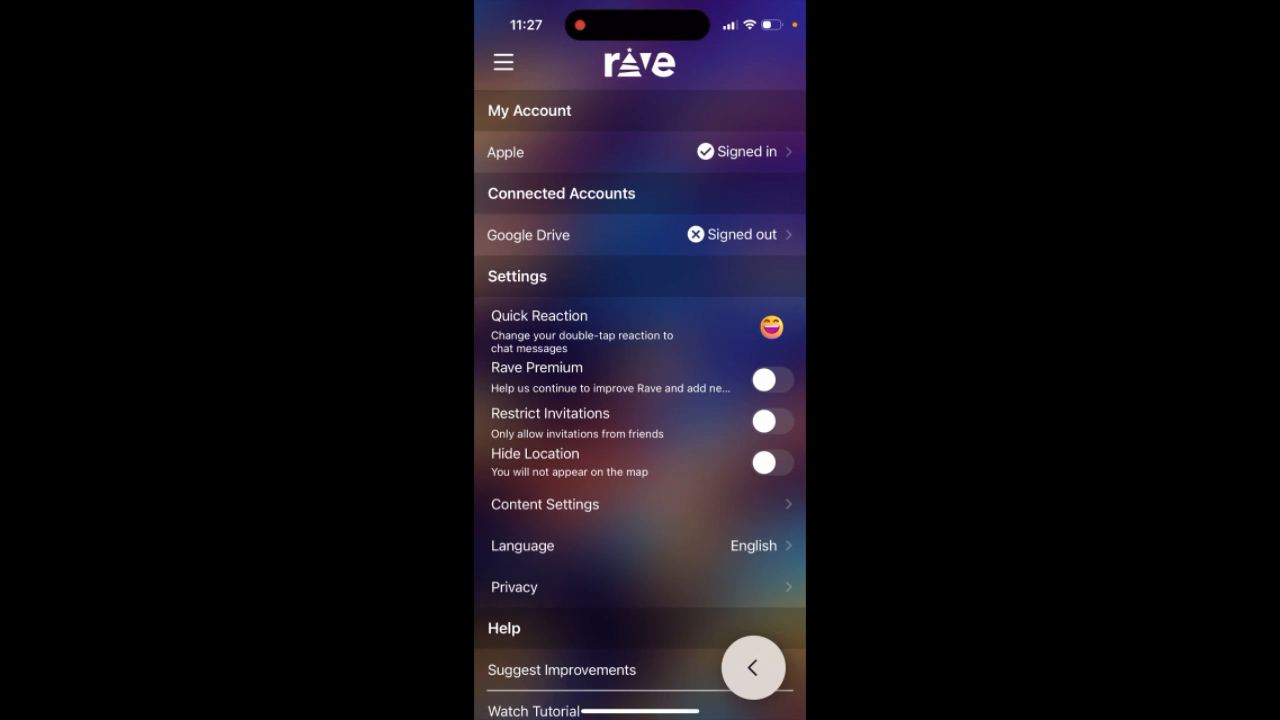 11:27
rave
My Account
Apple
Signed in
Connected Accounts
Google Drive
Signed out
Settings
Quick Reaction
Change your double-tap reaction to
chat messages
Rave Premium
Help us continue to improve Rave and add ne...
Restrict Invitations
Only allow invitations from friends
Hide Location
You will not appear on the map
Content Settings
Language
English
Privacy
Help
Suggest Improvements
Watch Tutorial